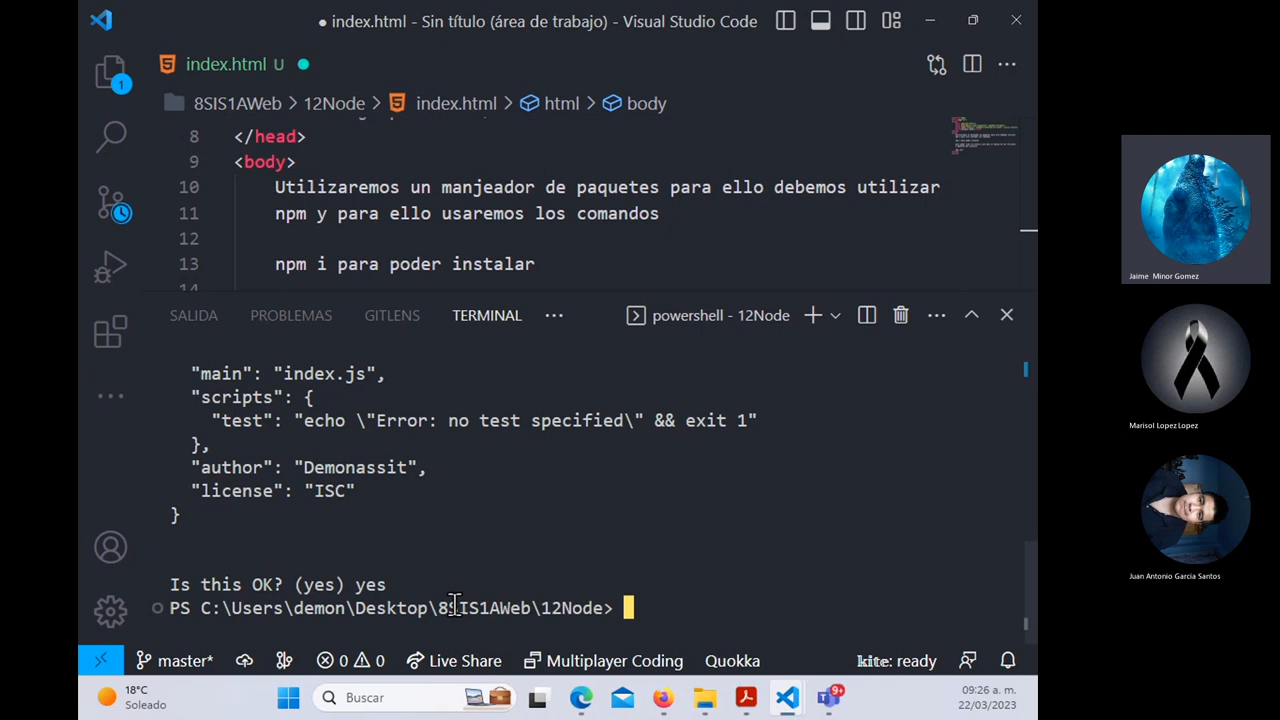 index.html - Sin título (área de trabajo) - Visual Studio Code
index.html U
8SIS1AWeb > 12Node > index.html > html > body
8 </head>
9 <body>
10 Utilizaremos un manjeador de paquetes para ello debemos utilizar
11 npm y para ello usaremos los comandos
12
13 npm i para poder instalar
SALIDA PROBLEMAS GITLENS TERMINAL ... powershell - 12Node
"main": "index.js",
"scripts": {
"test": "echo \"Error: no test specified\" && exit 1"
},
"author": "Demonassit",
"license": "ISC"
}
Is this OK? (yes) yes
PS C:\Users\demon\Desktop\8SIS1AWeb\12Node>
master* 0 0 Live Share Multiplayer Coding Quokka kite: ready
18°C
Soleado
Buscar
09:26 a. m.
22/03/2023
9+
1
Jaime Minor Gomez
Marisol Lopez Lopez
Juan Antonio Garcia Santos